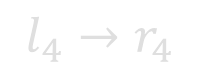 l₄ → r₄